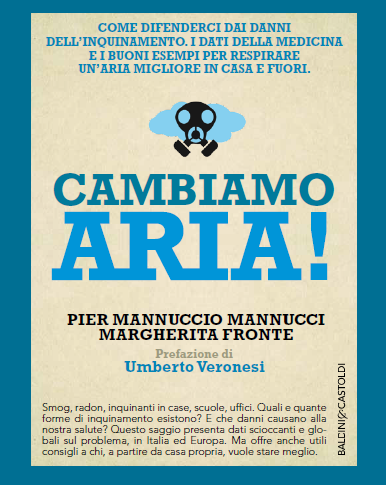 COME DIFENDERCI DAI DANNI
DELL'INQUINAMENTO. I DATI DELLA MEDICINA
E I BUONI ESEMPI PER RESPIRARE
UN'ARIA MIGLIORE IN CASA E FUORI.
CAMBIAMO
ARIA!
PIER MANNUCCIO MANNUCCI
MARGHERITA FRONTE
Prefazione di
Umberto Veronesi
Smog, radon, inquinanti in case, scuole, uffici. Quali e quante
forme di inquinamento esistono? E che danni causano alla
nostra salute? Questo saggio presenta dati scioccanti e glo-
bali sul problema, in Italia ed Europa. Ma offre anche utili
consigli a chi, a partire da casa propria, vuole stare meglio.
BALDINI&CASTOLDI